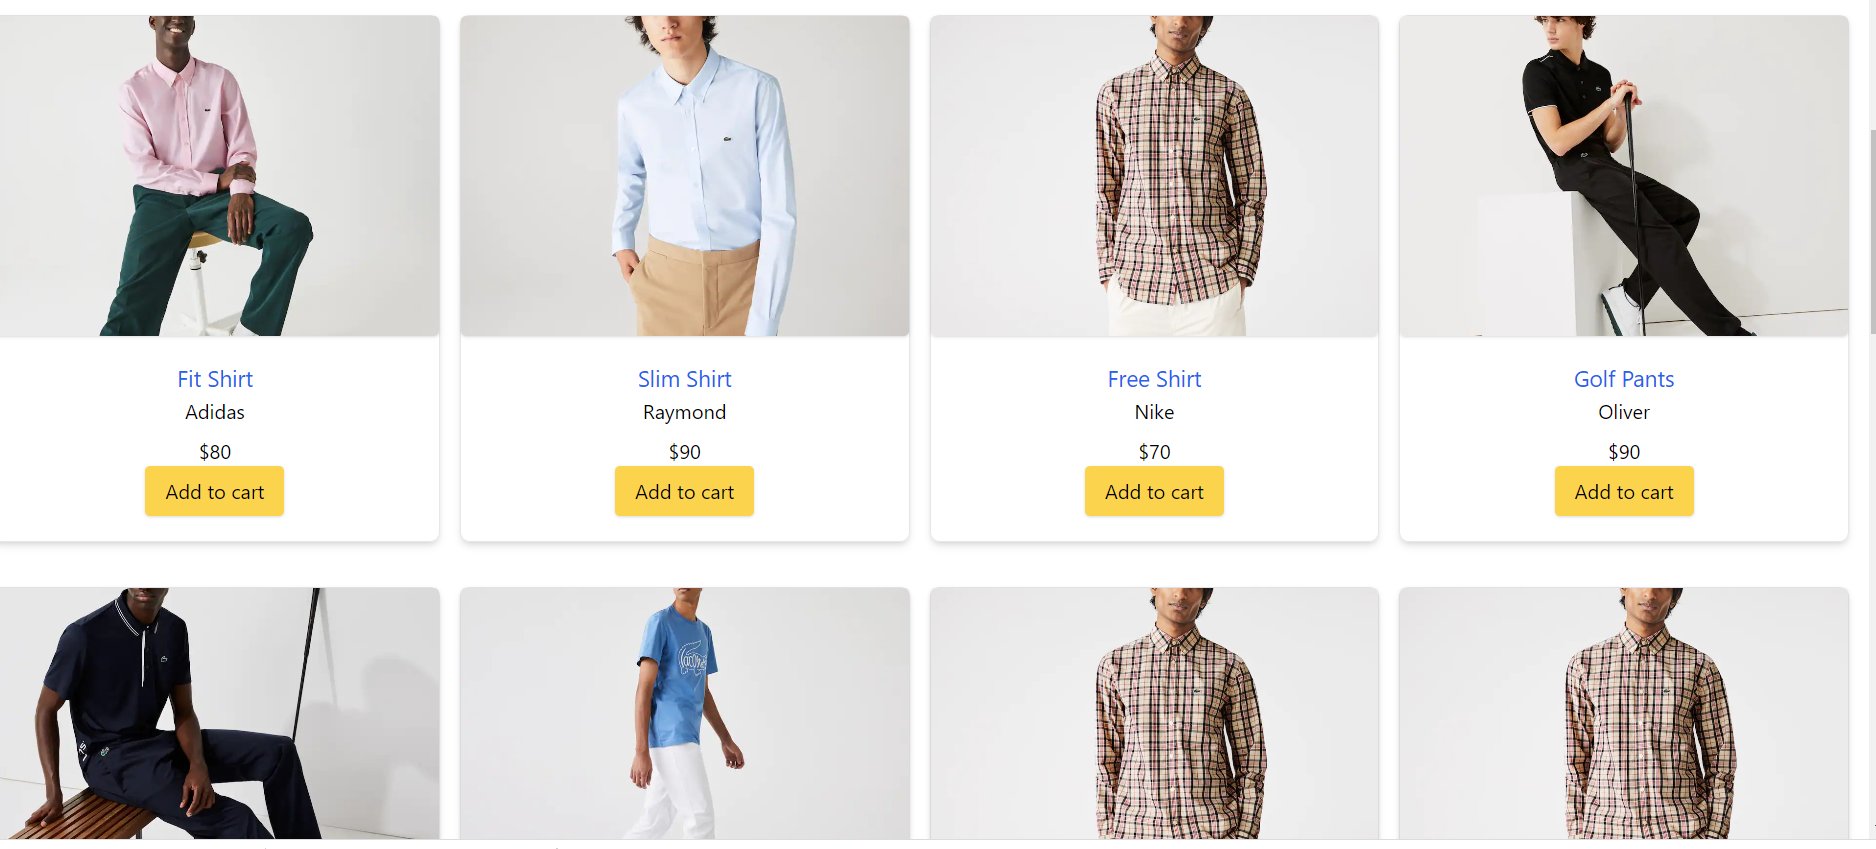 Fit Shirt
Adidas
$80
Add to cart
Slim Shirt
Raymond
$90
Add to cart
Free Shirt
Nike
$70
Add to cart
Golf Pants
Oliver
$90
Add to cart